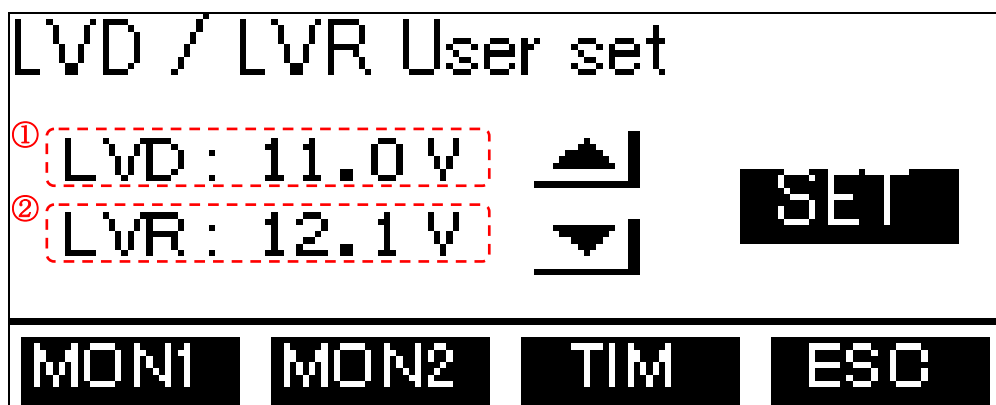 LVD / LVR User set
① LVD : 11.0 V
② LVR : 12.1 V
SET
MON1 MON2 TIM ESC